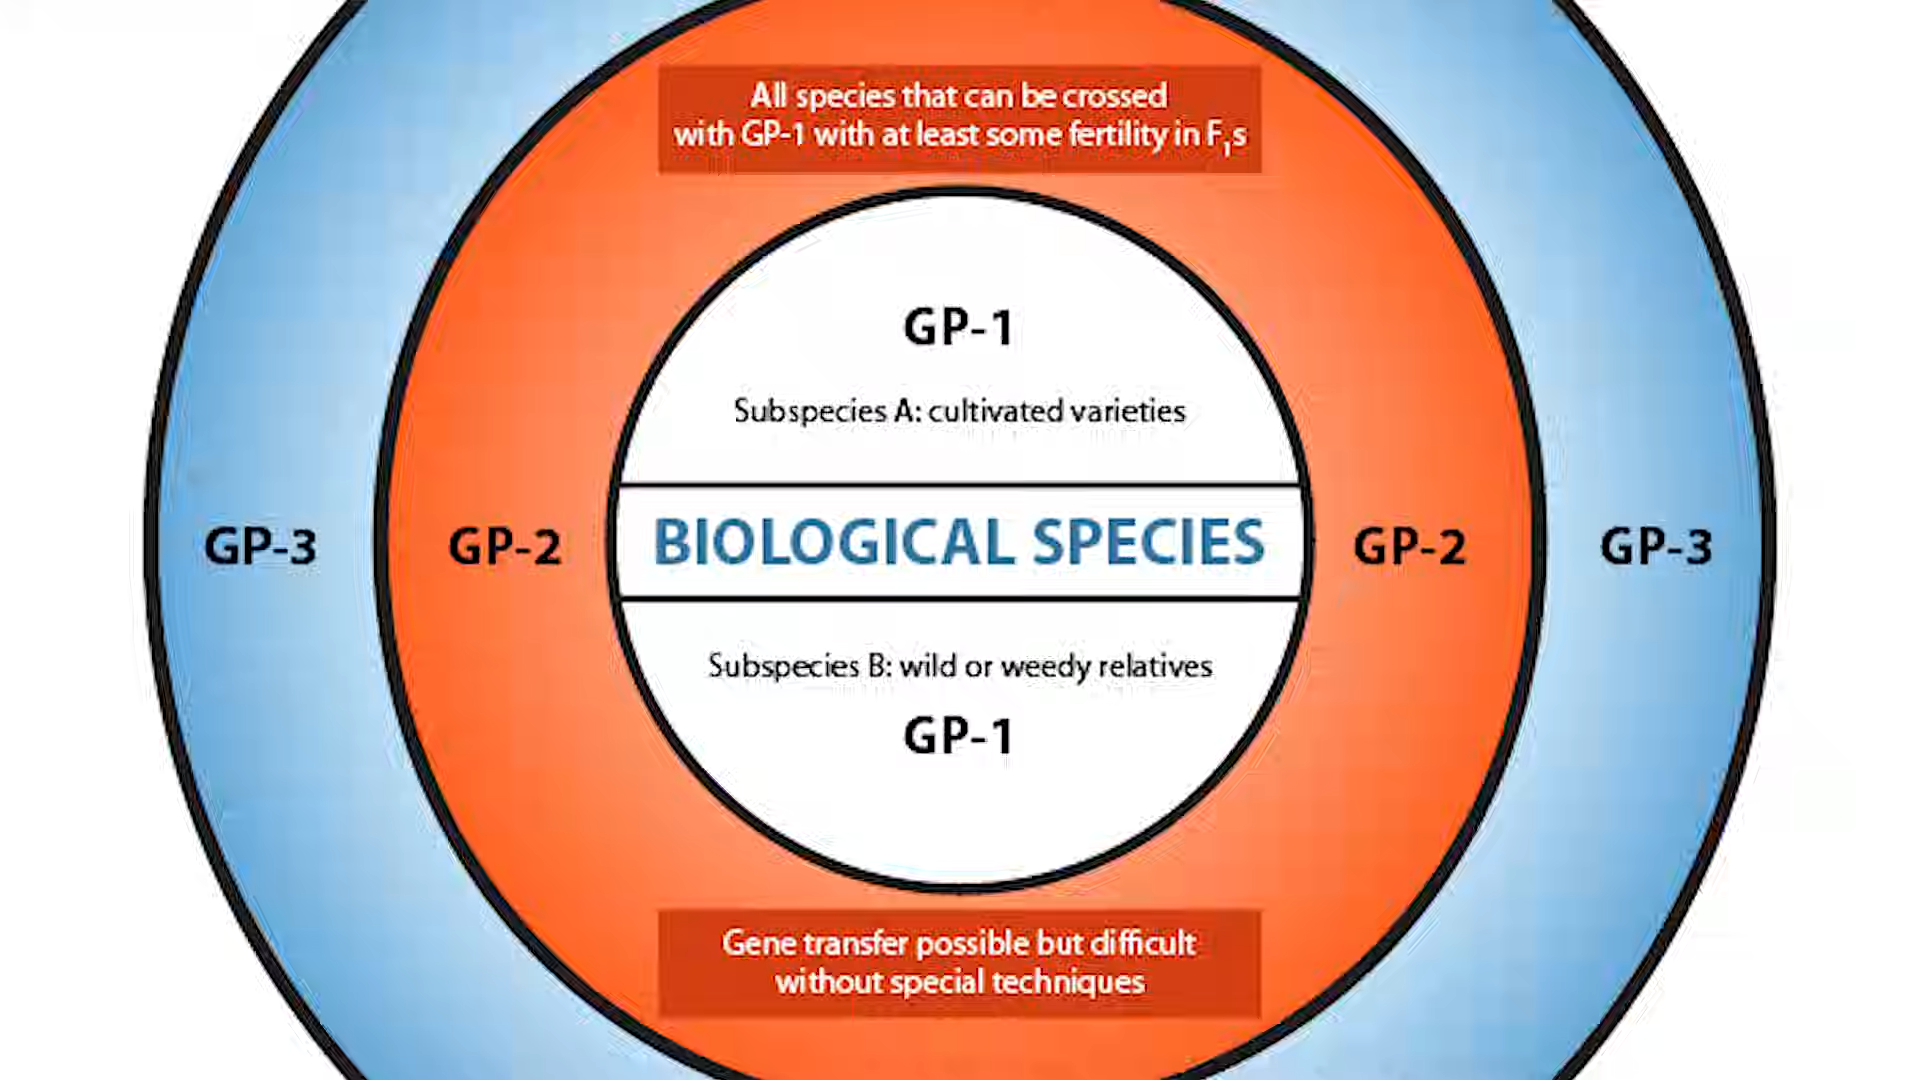 All species that can be crossed
with GP-1 with at least some fertility in F₁s
GP-1
Subspecies A: cultivated varieties
GP-3
GP-2
BIOLOGICAL SPECIES
GP-2
GP-3
Subspecies B: wild or weedy relatives
GP-1
Gene transfer possible but difficult
without special techniques